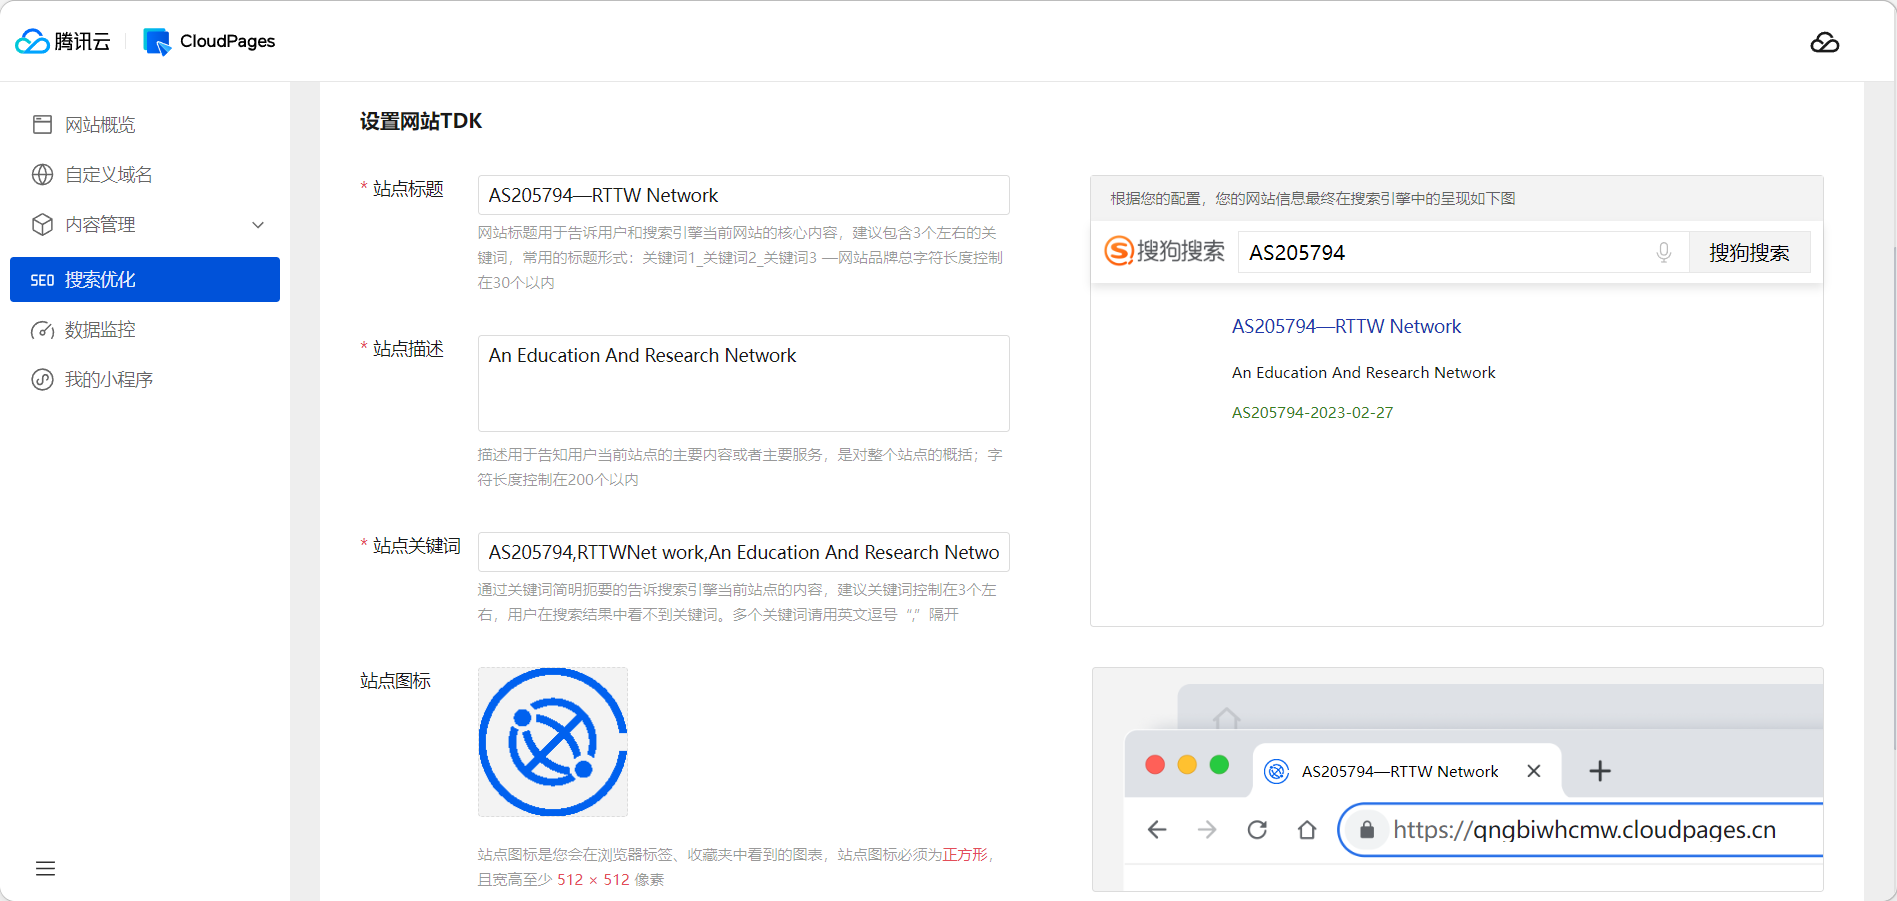 腾讯云
CloudPages
网站概览
自定义域名
内容管理
SEO 搜索优化
数据监控
我的小程序
设置网站TDK
* 站点标题
AS205794—RTTW Network
网站标题用于告诉用户和搜索引擎当前网站的核心内容，建议包含3个左右的关
键词，常用的标题形式：关键词1_关键词2_关键词3 —网站品牌总字符长度控制
在30个以内
* 站点描述
An Education And Research Network
描述用于告知用户当前站点的主要内容或者主要服务，是对整个站点的概括；字
符长度控制在200个以内
* 站点关键词
AS205794,RTTWNet work,An Education And Research Netwo
通过关键词简明扼要的告诉搜索引擎当前站点的内容，建议关键词控制在3个左
右，用户在搜索结果中看不到关键词。多个关键词请用英文逗号“,”隔开
站点图标
站点图标是您会在浏览器标签、收藏夹中看到的图表，站点图标必须为正方形，
且宽高至少 512 × 512 像素
根据您的配置，您的网站信息最终在搜索引擎中的呈现如下图
搜狗搜索
AS205794
搜狗搜索
AS205794—RTTW Network
An Education And Research Network
AS205794-2023-02-27
AS205794—RTTW Network
https://qngbiwhcmw.cloudpages.cn